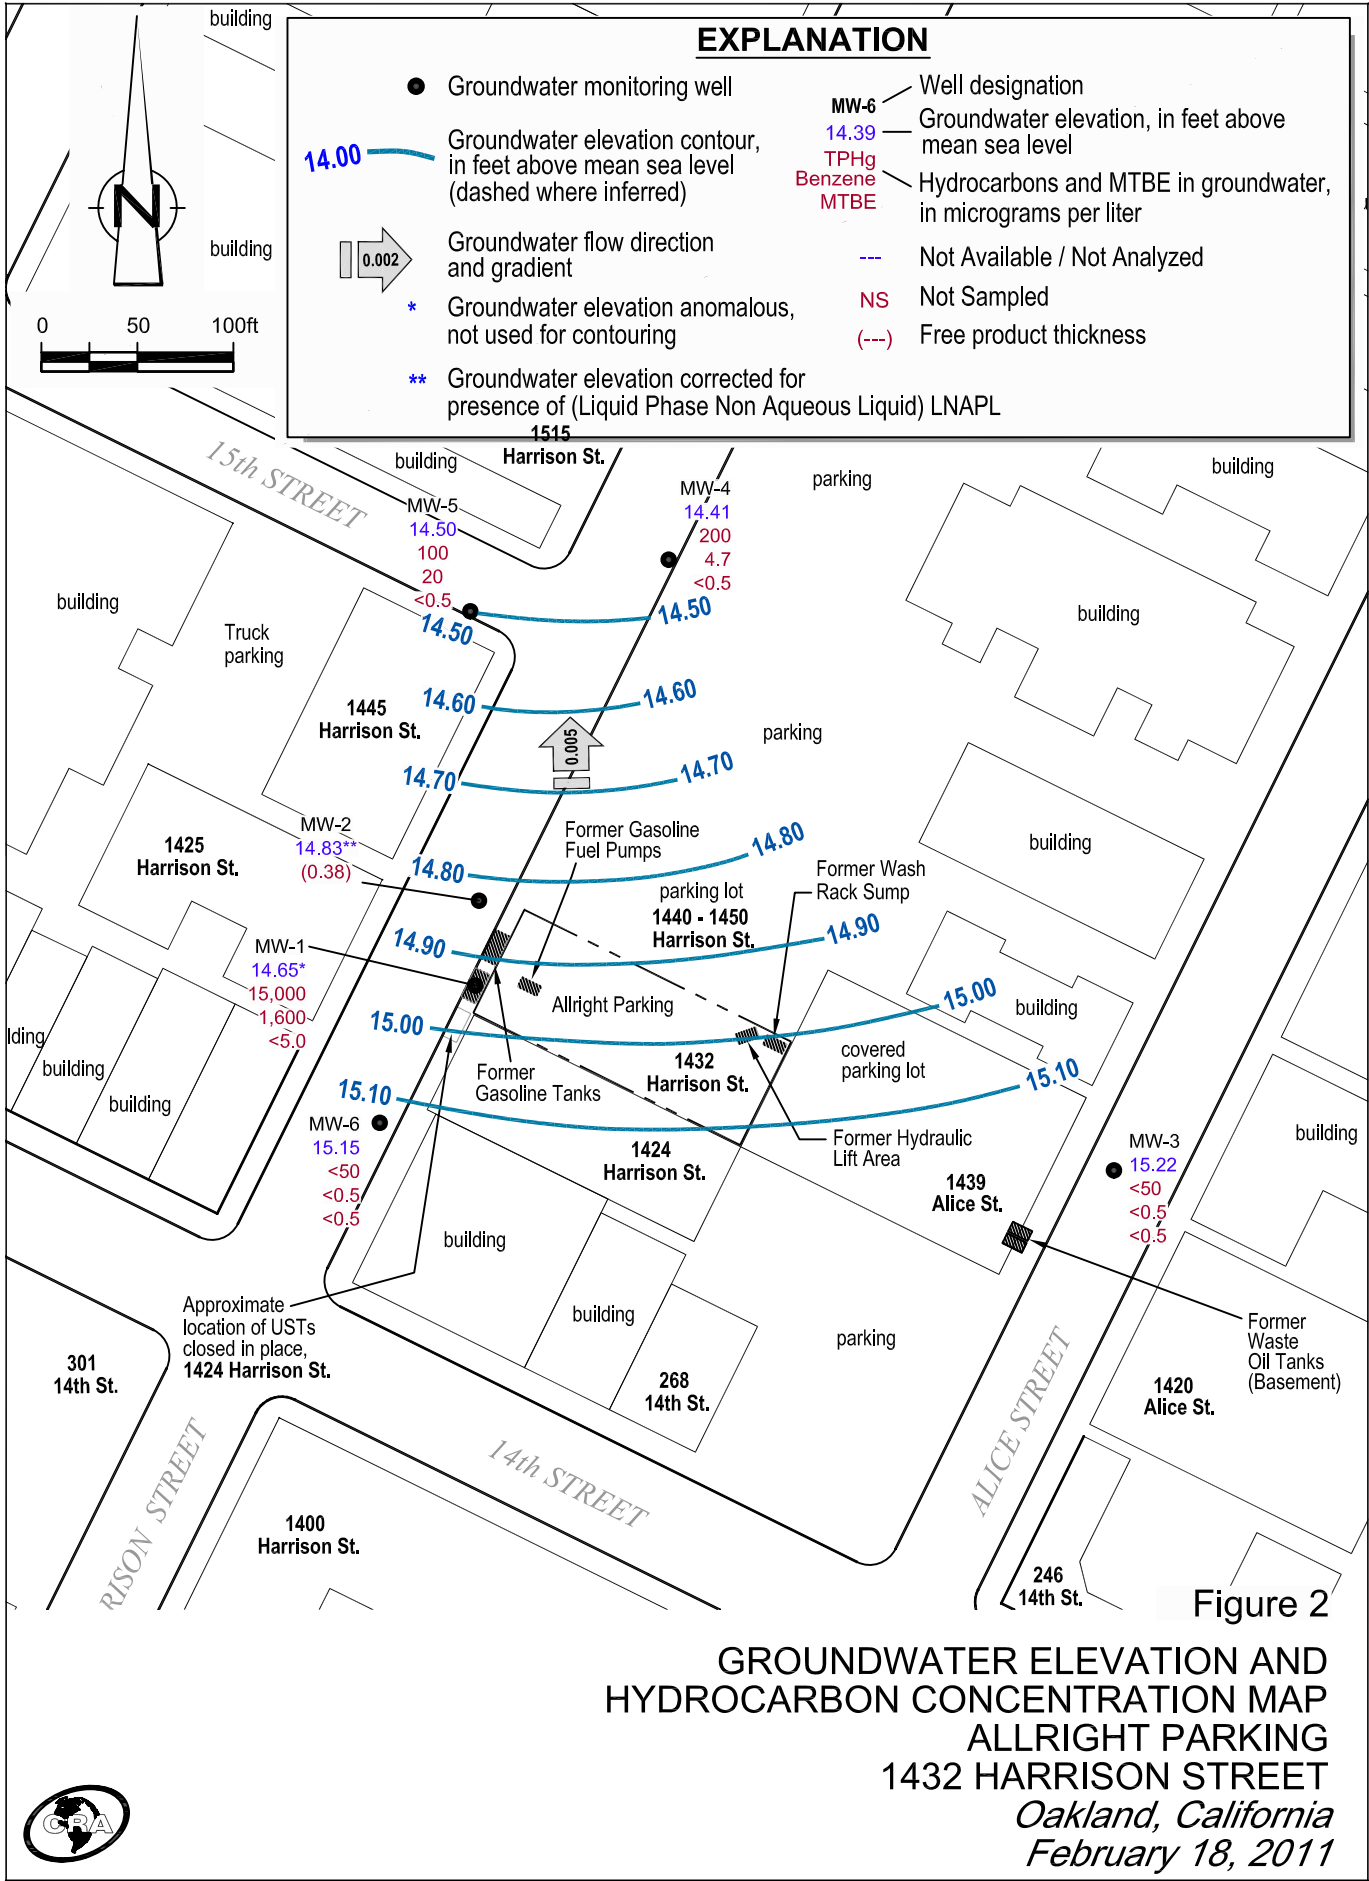 building
N
building
0 50 100ft
EXPLANATION
Groundwater monitoring well
14.00
Groundwater elevation contour,
in feet above mean sea level
(dashed where inferred)
0.002
Groundwater flow direction
and gradient
* Groundwater elevation anomalous,
not used for contouring
** Groundwater elevation corrected for
presence of (Liquid Phase Non Aqueous Liquid) LNAPL
MW-6
14.39
TPHg
Benzene
MTBE
Well designation
Groundwater elevation, in feet above
mean sea level
Hydrocarbons and MTBE in groundwater,
in micrograms per liter
--- Not Available / Not Analyzed
NS Not Sampled
(---) Free product thickness
15th STREET
building
1515
Harrison St.
MW-5
14.50
100
20
<0.5
MW-4
14.41
200
4.7
<0.5
parking
building
building
building
Truck
parking
14.50
14.50
1445
Harrison St.
14.60
14.60
0.005
parking
14.70
14.70
1425
Harrison St.
MW-2
14.83**
(0.38)
Former Gasoline
Fuel Pumps
14.80
14.80
building
Former Wash
Rack Sump
parking lot
1440 - 1450
Harrison St.
MW-1
14.65*
15,000
1,600
<5.0
14.90
14.90
Allright Parking
15.00
15.00
building
lding
building
building
Former
Gasoline Tanks
1432
Harrison St.
covered
parking lot
15.10
15.10
MW-6
15.15
<50
<0.5
<0.5
1424
Harrison St.
Former Hydraulic
Lift Area
1439
Alice St.
MW-3
15.22
<50
<0.5
<0.5
building
building
building
Approximate
location of USTs
closed in place,
1424 Harrison St.
parking
Former
Waste
Oil Tanks
(Basement)
301
14th St.
268
14th St.
1420
Alice St.
RISON STREET
14th STREET
ALICE STREET
1400
Harrison St.
246
14th St.
Figure 2
GROUNDWATER ELEVATION AND
HYDROCARBON CONCENTRATION MAP
ALLRIGHT PARKING
1432 HARRISON STREET
Oakland, California
February 18, 2011
CRA